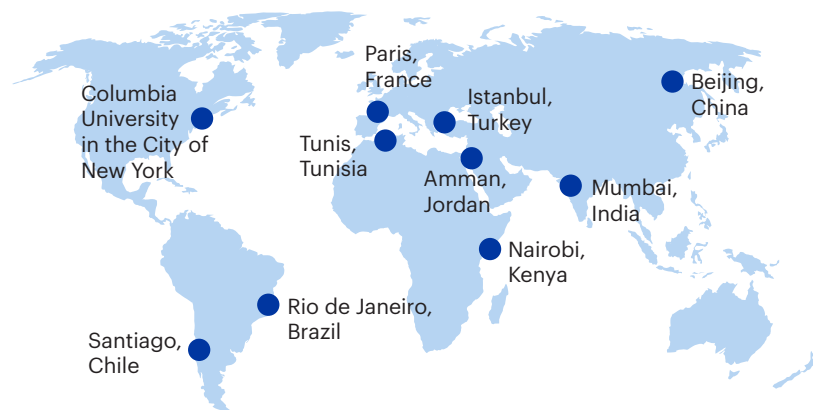 Columbia
University
in the City of
New York
Paris,
France
Istanbul,
Turkey
Beijing,
China
Tunis,
Tunisia
Amman,
Jordan
Mumbai,
India
Nairobi,
Kenya
Rio de Janeiro,
Brazil
Santiago,
Chile